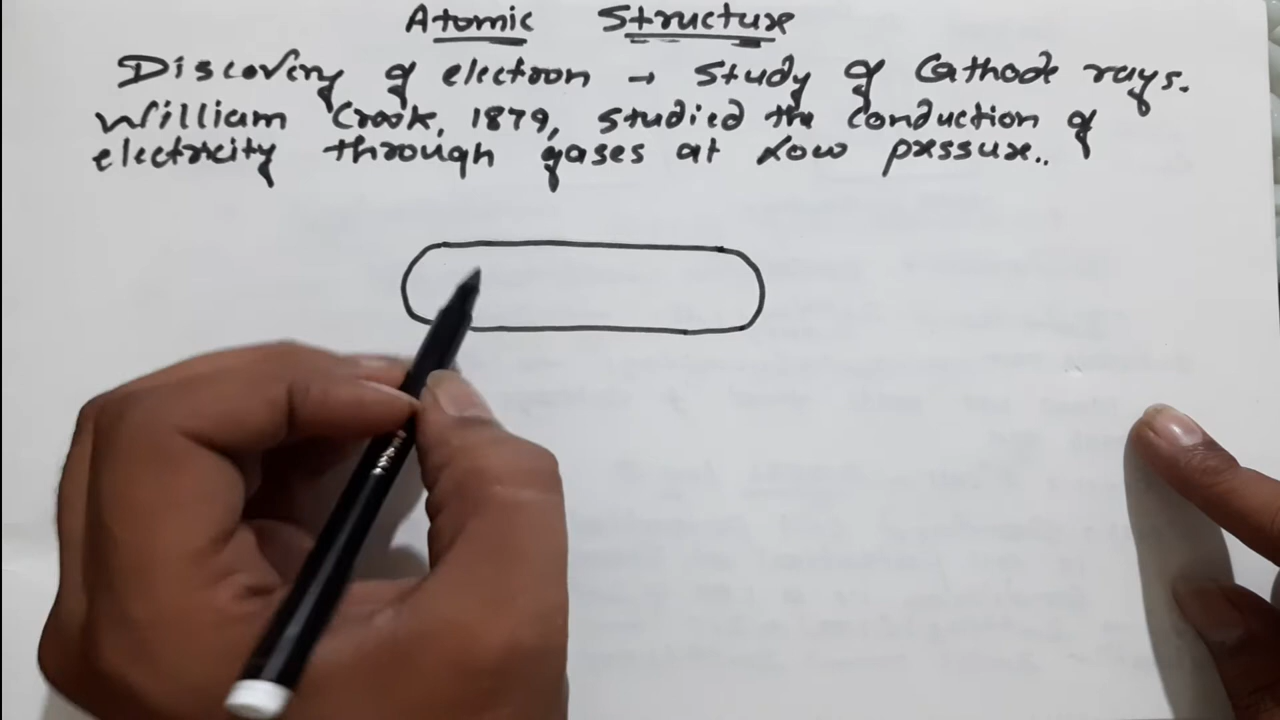 Atomic Structure
Discovery of electron → Study of Cathode rays.
William Crook, 1879, studied the conduction of
electricity through gases at Low pressure..